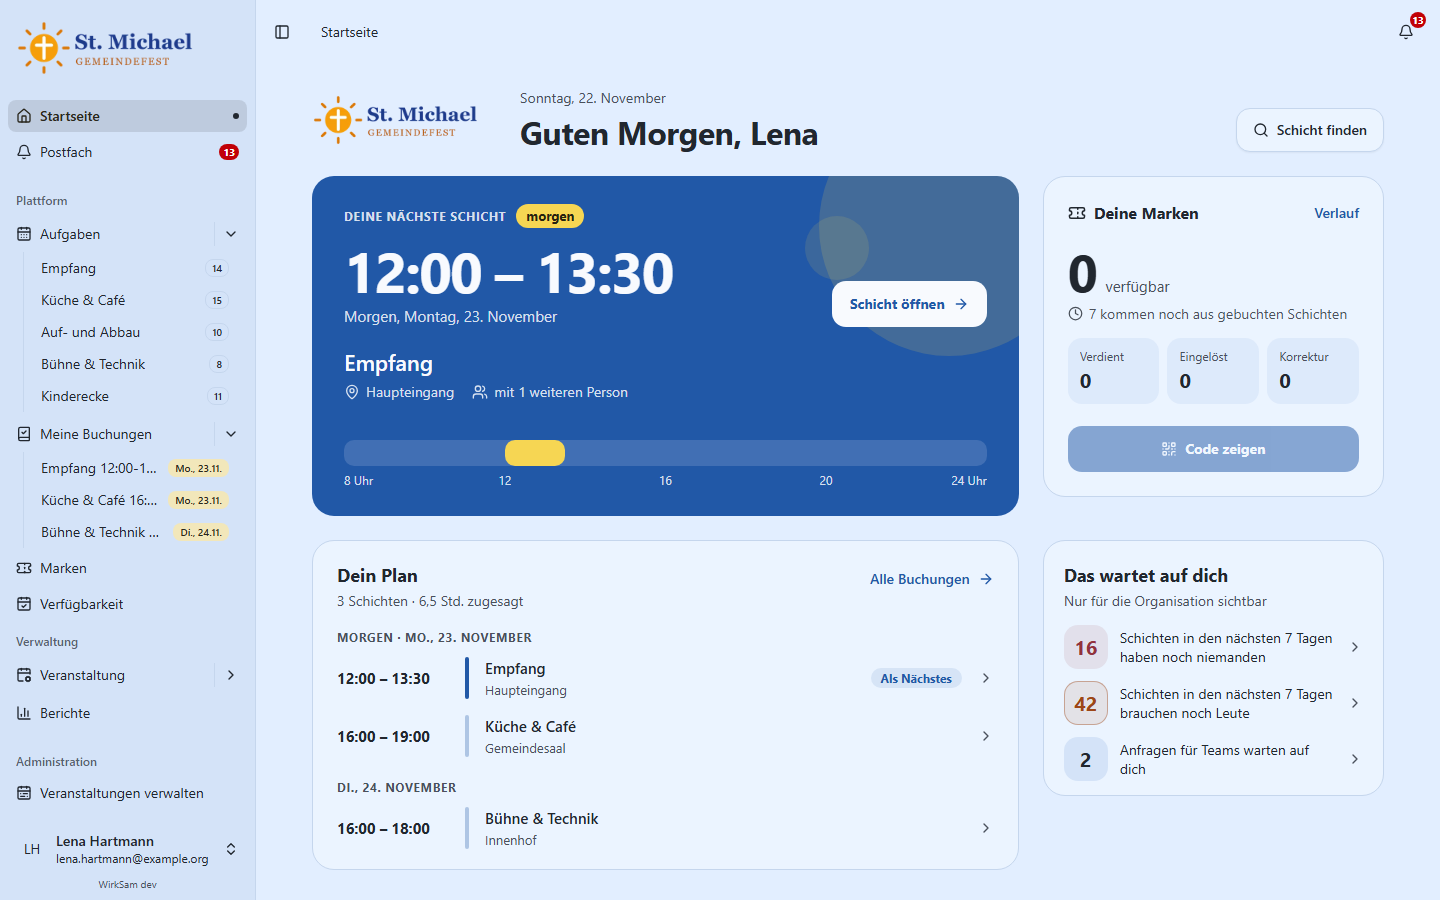 St. Michael
GEMEINDEFEST
Startseite
Postfach
13
Plattform
Aufgaben
Empfang
14
Küche & Café
15
Auf- und Abbau
10
Bühne & Technik
8
Kinderecke
11
Meine Buchungen
Empfang 12:00-1...
Mo., 23.11.
Küche & Café 16:...
Mo., 23.11.
Bühne & Technik ...
Di., 24.11.
Marken
Verfügbarkeit
Verwaltung
Veranstaltung
Berichte
Administration
Veranstaltungen verwalten
LH
Lena Hartmann
lena.hartmann@example.org
WirkSam dev
Startseite
13
St. Michael
GEMEINDEFEST
Sonntag, 22. November
Guten Morgen, Lena
Schicht finden
DEINE NÄCHSTE SCHICHT
morgen
12:00 – 13:30
Morgen, Montag, 23. November
Schicht öffnen
Empfang
Haupteingang
mit 1 weiteren Person
8 Uhr
12
16
20
24 Uhr
Deine Marken
Verlauf
0 verfügbar
7 kommen noch aus gebuchten Schichten
Verdient
0
Eingelöst
0
Korrektur
0
Code zeigen
Dein Plan
Alle Buchungen
3 Schichten · 6,5 Std. zugesagt
MORGEN · MO., 23. NOVEMBER
12:00 – 13:30
Empfang
Haupteingang
Als Nächstes
16:00 – 19:00
Küche & Café
Gemeindesaal
DI., 24. NOVEMBER
16:00 – 18:00
Bühne & Technik
Innenhof
Das wartet auf dich
Nur für die Organisation sichtbar
16
Schichten in den nächsten 7 Tagen
haben noch niemanden
42
Schichten in den nächsten 7 Tagen
brauchen noch Leute
2
Anfragen für Teams warten auf
dich